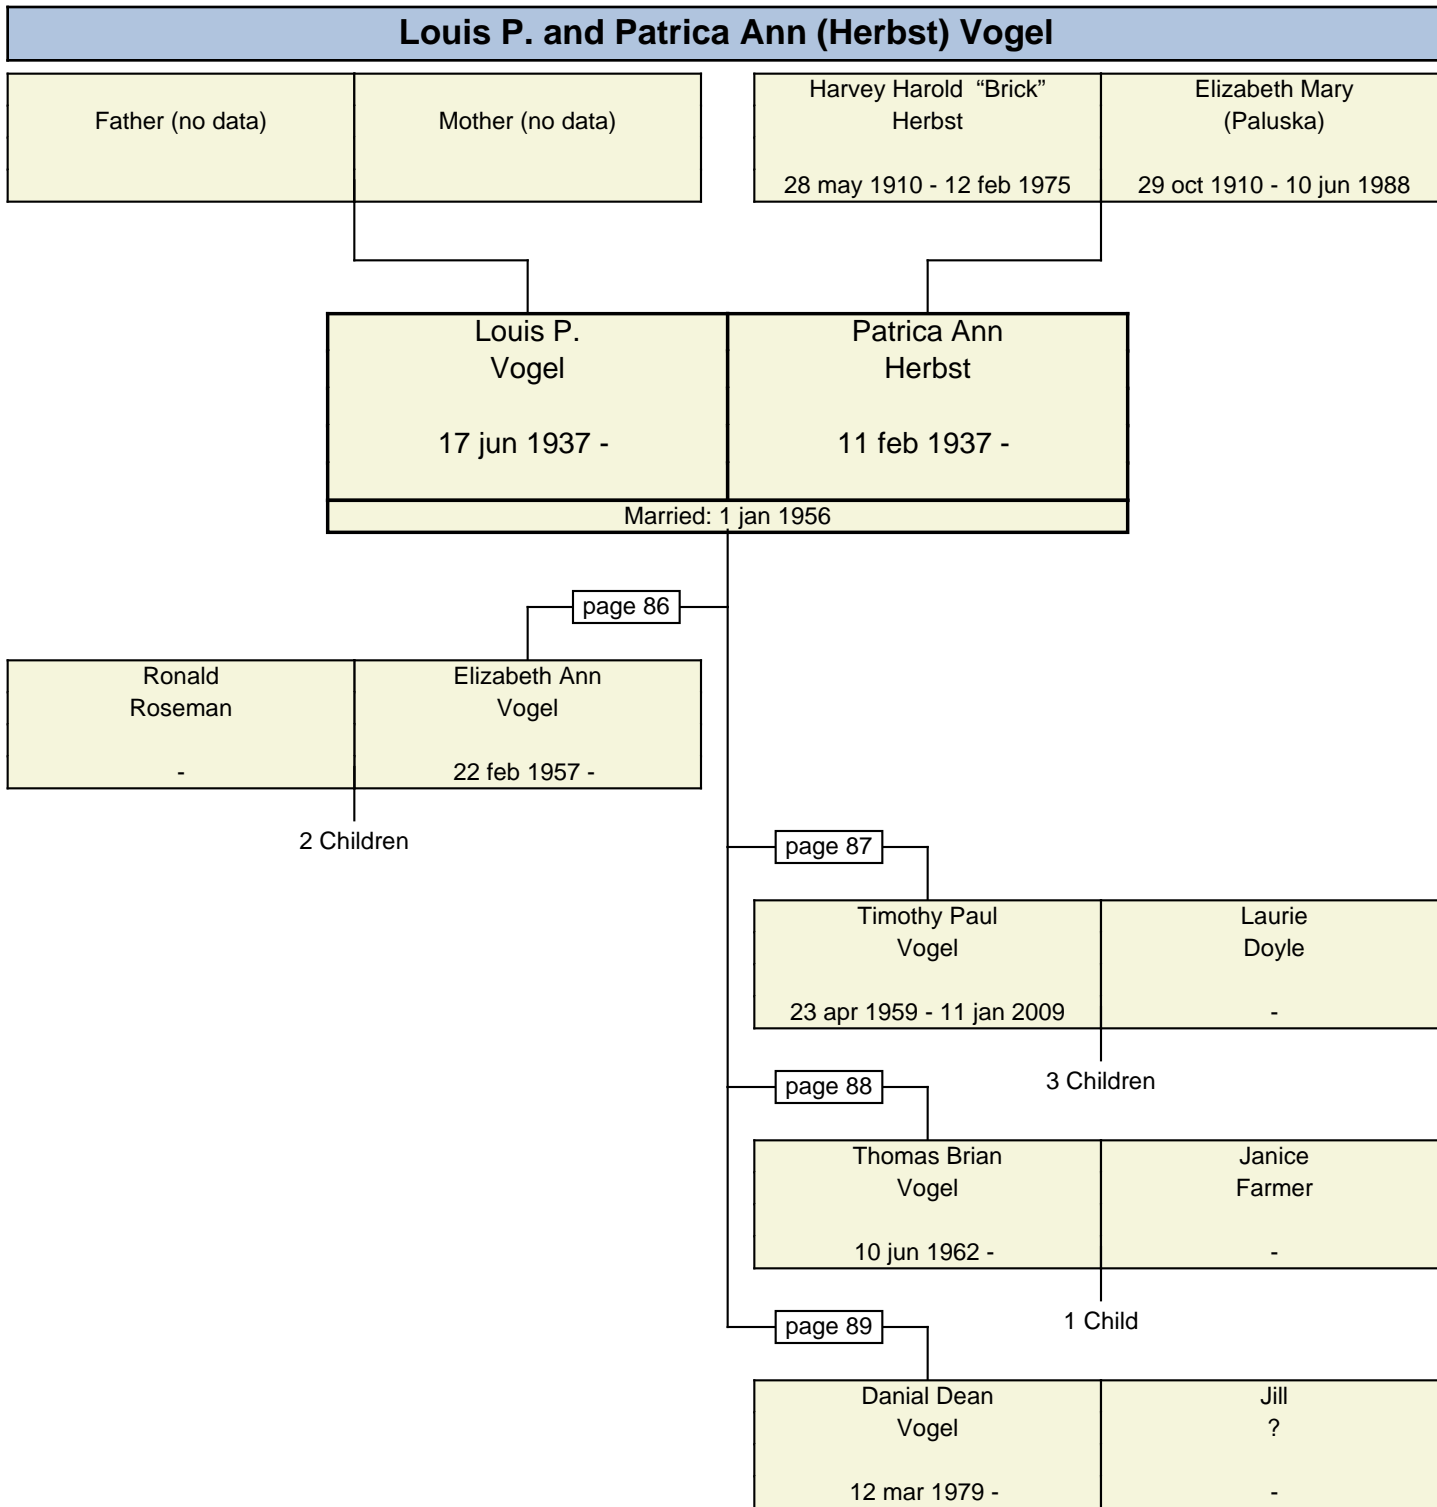 Louis P. and Patrica Ann (Herbst) Vogel
Father (no data)
Mother (no data)
Harvey Harold “Brick”
Herbst
28 may 1910 - 12 feb 1975
Elizabeth Mary
(Paluska)
29 oct 1910 - 10 jun 1988
Louis P.
Vogel
17 jun 1937 -
Patrica Ann
Herbst
11 feb 1937 -
Married: 1 jan 1956
page 86
Ronald
Roseman
-
Elizabeth Ann
Vogel
22 feb 1957 -
2 Children
page 87
Timothy Paul
Vogel
23 apr 1959 - 11 jan 2009
Laurie
Doyle
-
3 Children
page 88
Thomas Brian
Vogel
10 jun 1962 -
Janice
Farmer
-
1 Child
page 89
Danial Dean
Vogel
12 mar 1979 -
Jill
?
-